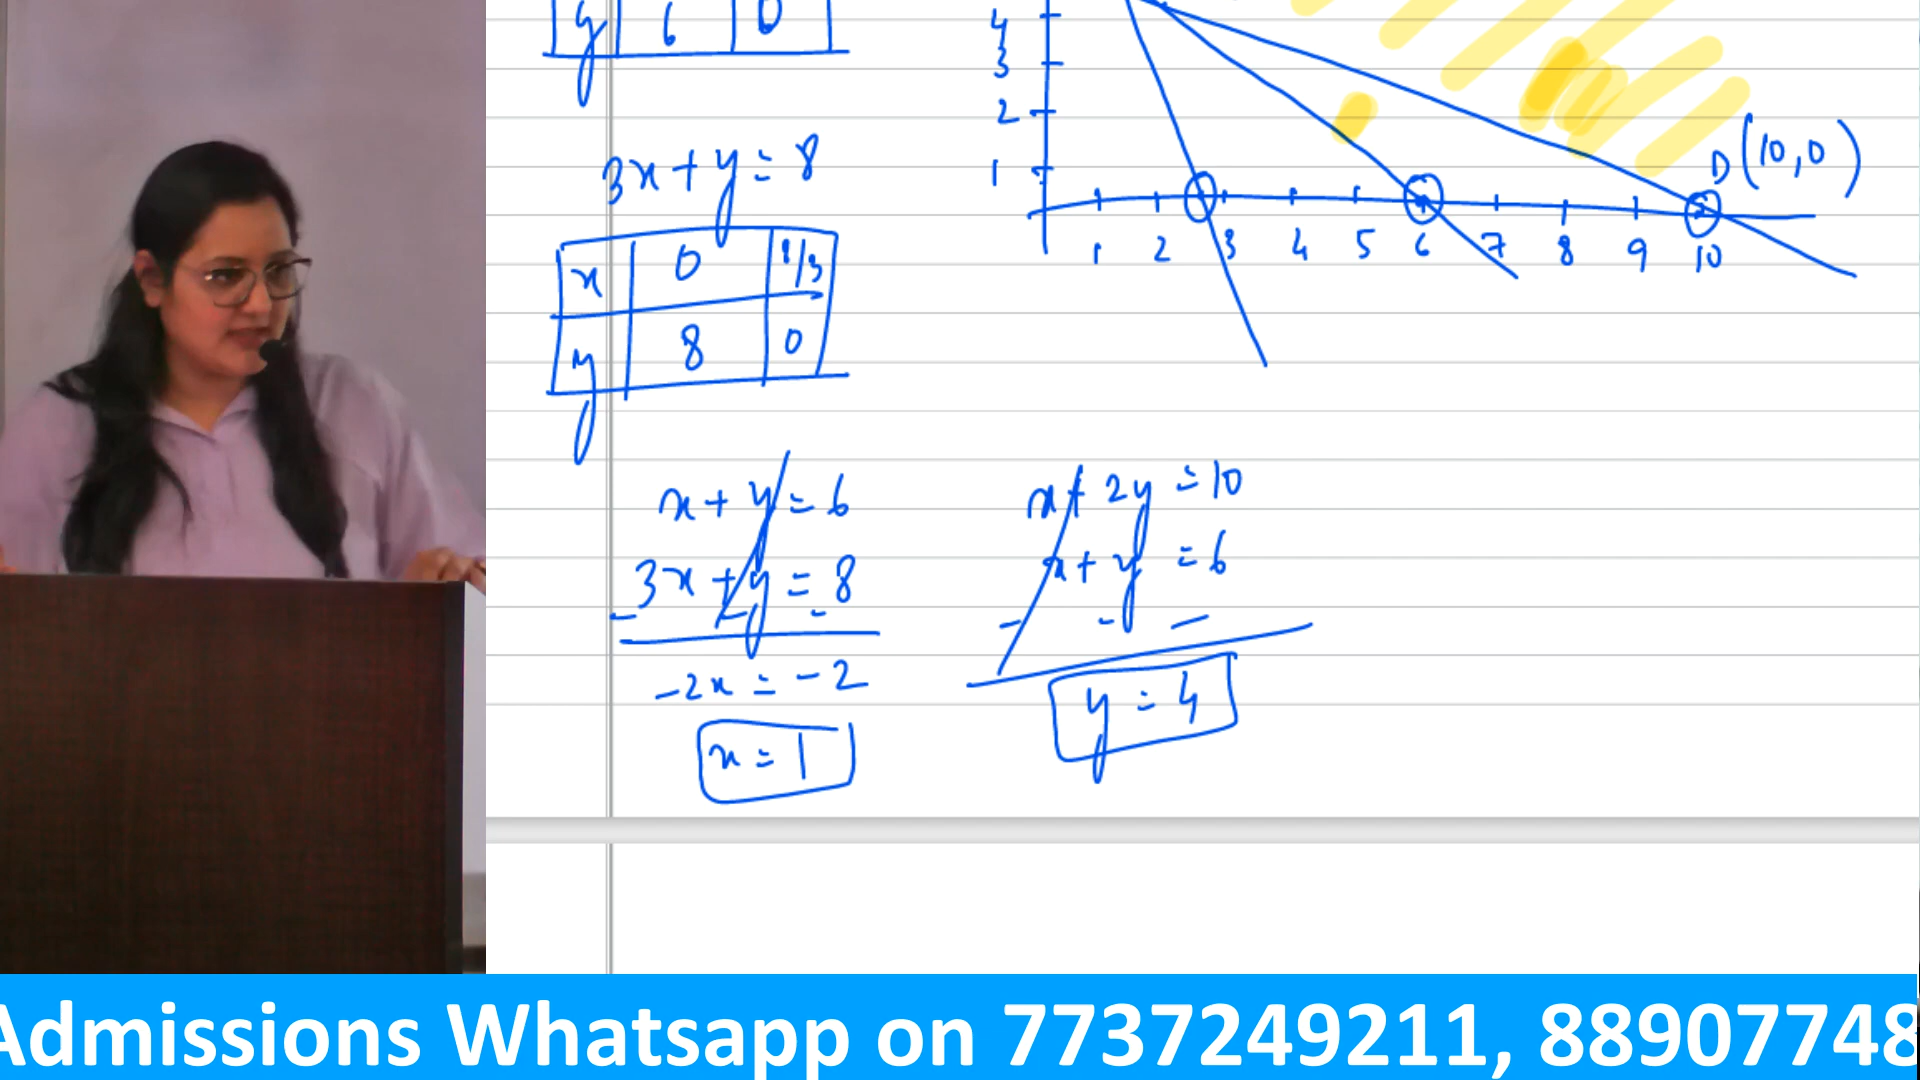 y 6 0
3x + y = 8
x 0 8/3
y 8 0
x + y = 6
3x + y = 8
- - -
-2x = -2
x = 1
4
3
2
1
D (10,0)
1 2 3 4 5 6 7 8 9 10
x + 2y = 10
x + y = 6
- - -
y = 4
Admissions Whatsapp on 7737249211, 88907748